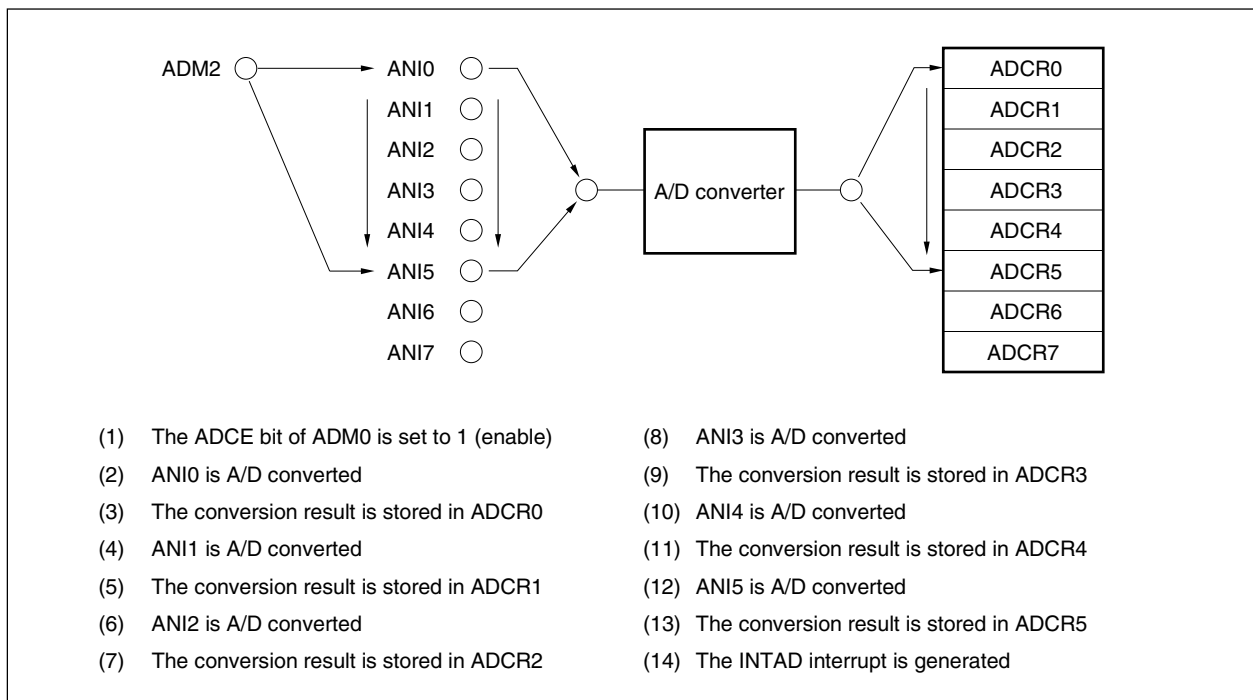 ADM2
ANI0
ANI1
ANI2
ANI3
ANI4
ANI5
ANI6
ANI7
A/D converter
ADCR0
ADCR1
ADCR2
ADCR3
ADCR4
ADCR5
ADCR6
ADCR7
(1) The ADCE bit of ADM0 is set to 1 (enable)
(2) ANI0 is A/D converted
(3) The conversion result is stored in ADCR0
(4) ANI1 is A/D converted
(5) The conversion result is stored in ADCR1
(6) ANI2 is A/D converted
(7) The conversion result is stored in ADCR2
(8) ANI3 is A/D converted
(9) The conversion result is stored in ADCR3
(10) ANI4 is A/D converted
(11) The conversion result is stored in ADCR4
(12) ANI5 is A/D converted
(13) The conversion result is stored in ADCR5
(14) The INTAD interrupt is generated